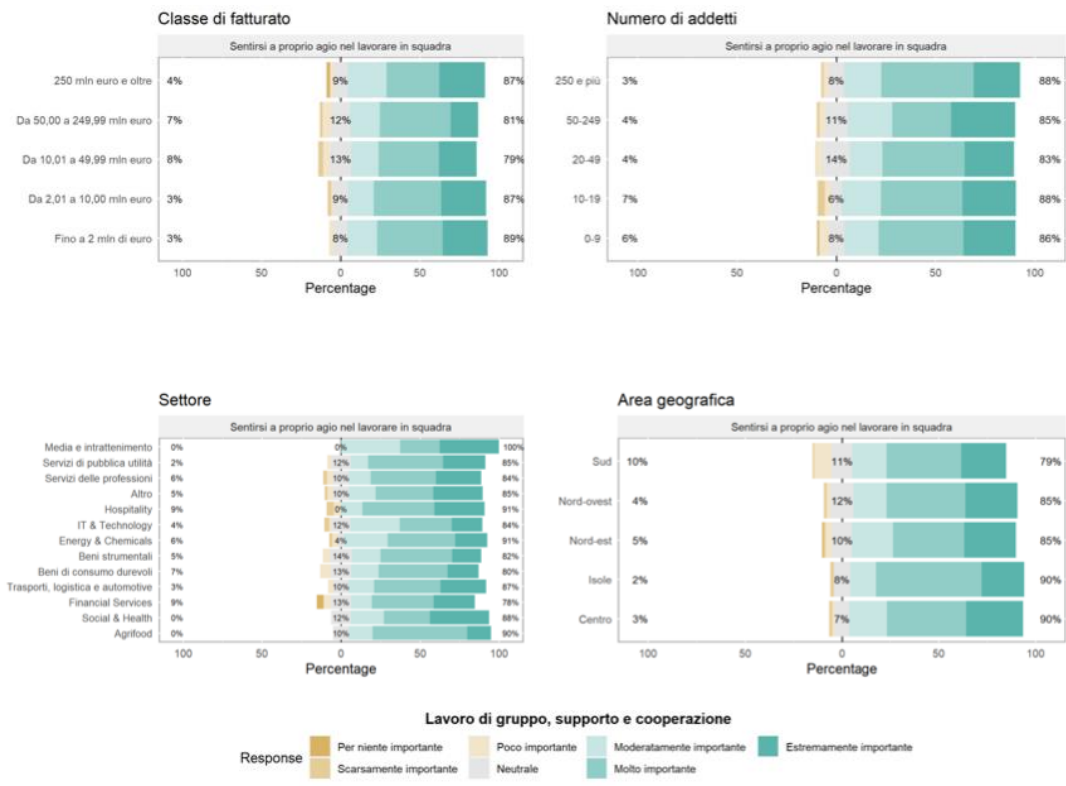 Classe di fatturato
Sentirsi a proprio agio nel lavorare in squadra
250 mln euro e oltre 4% 9% 87%
Da 50,00 a 249,99 mln euro 7% 12% 81%
Da 10,01 a 49,99 mln euro 8% 13% 79%
Da 2,01 a 10,00 mln euro 3% 9% 87%
Fino a 2 mln di euro 3% 8% 89%
100 50 0 50 100
Percentage
Numero di addetti
Sentirsi a proprio agio nel lavorare in squadra
250 e più 3% 8% 88%
50-249 4% 11% 85%
20-49 4% 14% 83%
10-19 7% 6% 88%
0-9 6% 8% 86%
100 50 0 50 100
Percentage
Settore
Sentirsi a proprio agio nel lavorare in squadra
Media e intrattenimento 0% 0% 100%
Servizi di pubblica utilità 2% 12% 85%
Servizi delle professioni 6% 10% 84%
Altro 5% 10% 85%
Hospitality 9% 0% 91%
IT & Technology 4% 12% 84%
Energy & Chemicals 6% 4% 91%
Beni strumentali 5% 14% 82%
Beni di consumo durevoli 7% 13% 80%
Trasporti, logistica e automotive 3% 10% 87%
Financial Services 9% 13% 78%
Social & Health 0% 12% 88%
Agrifood 0% 10% 90%
100 50 0 50 100
Percentage
Area geografica
Sentirsi a proprio agio nel lavorare in squadra
Sud 10% 11% 79%
Nord-ovest 4% 12% 85%
Nord-est 5% 10% 85%
Isole 2% 8% 90%
Centro 3% 7% 90%
100 50 0 50 100
Percentage
Lavoro di gruppo, supporto e cooperazione
Response
Per niente importante Poco importante Moderatamente importante Estremamente importante
Scarsamente importante Neutrale Molto importante